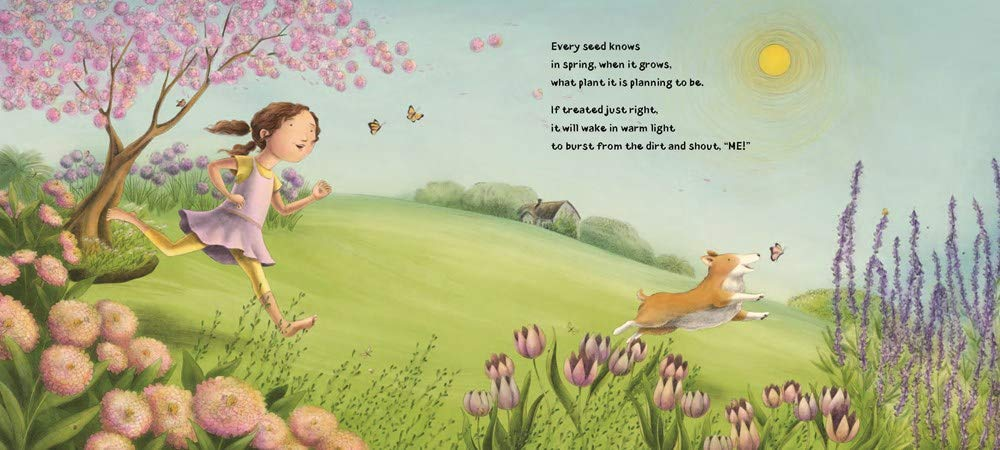 Every seed knows
in spring, when it grows,
what plant it is planning to be.
If treated just right,
it will wake in warm light
to burst from the dirt and shout, “ME!”